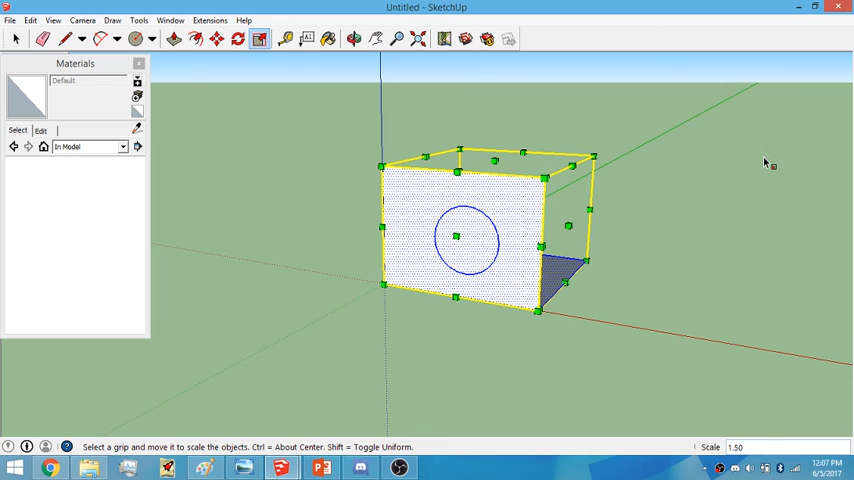 Untitled - SketchUp
File Edit View Camera Draw Tools Window Extensions Help
Materials
Default
Select Edit
In Model
Select a grip and move it to scale the objects. Ctrl = About Center. Shift = Toggle Uniform.
Scale 1.50
12:07 PM
6/5/2017